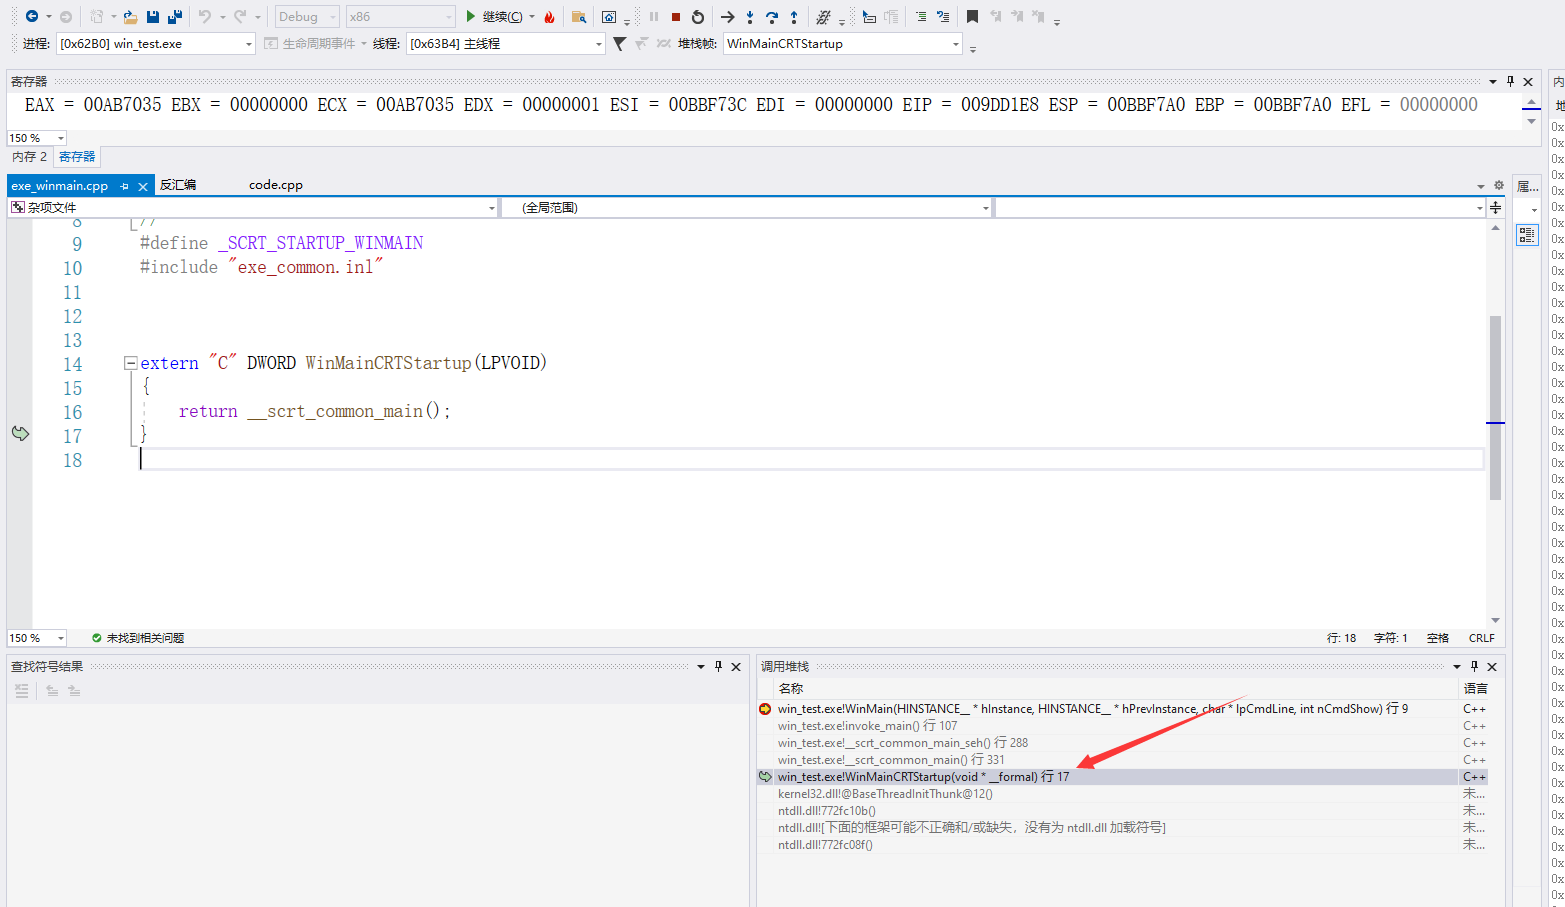 Debug x86 继续(C)
进程: [0x62B0] win_test.exe 生命周期事件 线程: [0x63B4] 主线程 堆栈帧: WinMainCRTStartup
寄存器
EAX = 00AB7035 EBX = 00000000 ECX = 00AB7035 EDX = 00000001 ESI = 00BBF73C EDI = 00000000 EIP = 009DD1E8 ESP = 00BBF7A0 EBP = 00BBF7A0 EFL = 00000000
150 %
内存 2 寄存器
exe_winmain.cpp 反汇编 code.cpp
杂项文件 (全局范围)
8 //
9 #define _SCRT_STARTUP_WINMAIN
10 #include "exe_common.inl"
11
12
13
14 extern "C" DWORD WinMainCRTStartup(LPVOID)
15 {
16 return __scrt_common_main();
17 }
18
150 % 未找到相关问题 行: 18 字符: 1 空格 CRLF
查找符号结果
调用堆栈
名称 语言
win_test.exe!WinMain(HINSTANCE__ * hInstance, HINSTANCE__ * hPrevInstance, char * lpCmdLine, int nCmdShow) 行 9 C++
win_test.exe!invoke_main() 行 107 C++
win_test.exe!__scrt_common_main_seh() 行 288 C++
win_test.exe!__scrt_common_main() 行 331 C++
win_test.exe!WinMainCRTStartup(void * __formal) 行 17 C++
kernel32.dll!@BaseThreadInitThunk@12() 未...
ntdll.dll!772fc10b() 未...
ntdll.dll![下面的框架可能不正确和/或缺失，没有为 ntdll.dll 加载符号] 未...
ntdll.dll!772fc08f() 未...
属...
内